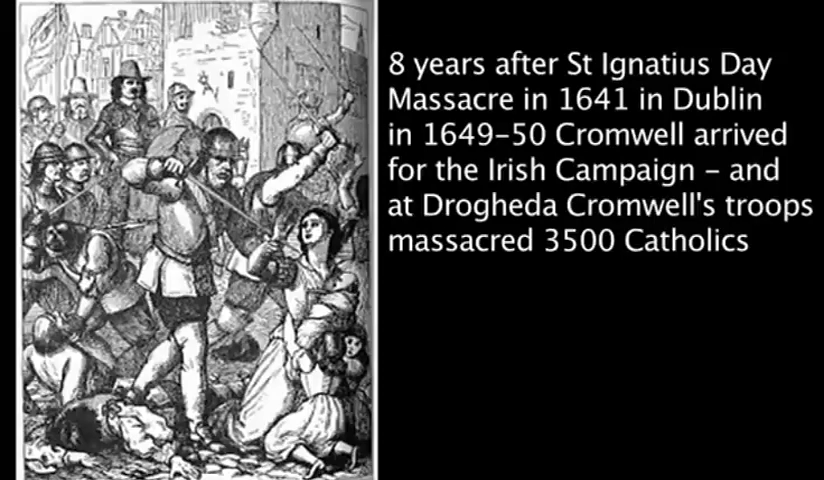 8 years after St Ignatius Day
Massacre in 1641 in Dublin
in 1649-50 Cromwell arrived
for the Irish Campaign - and
at Drogheda Cromwell's troops
massacred 3500 Catholics